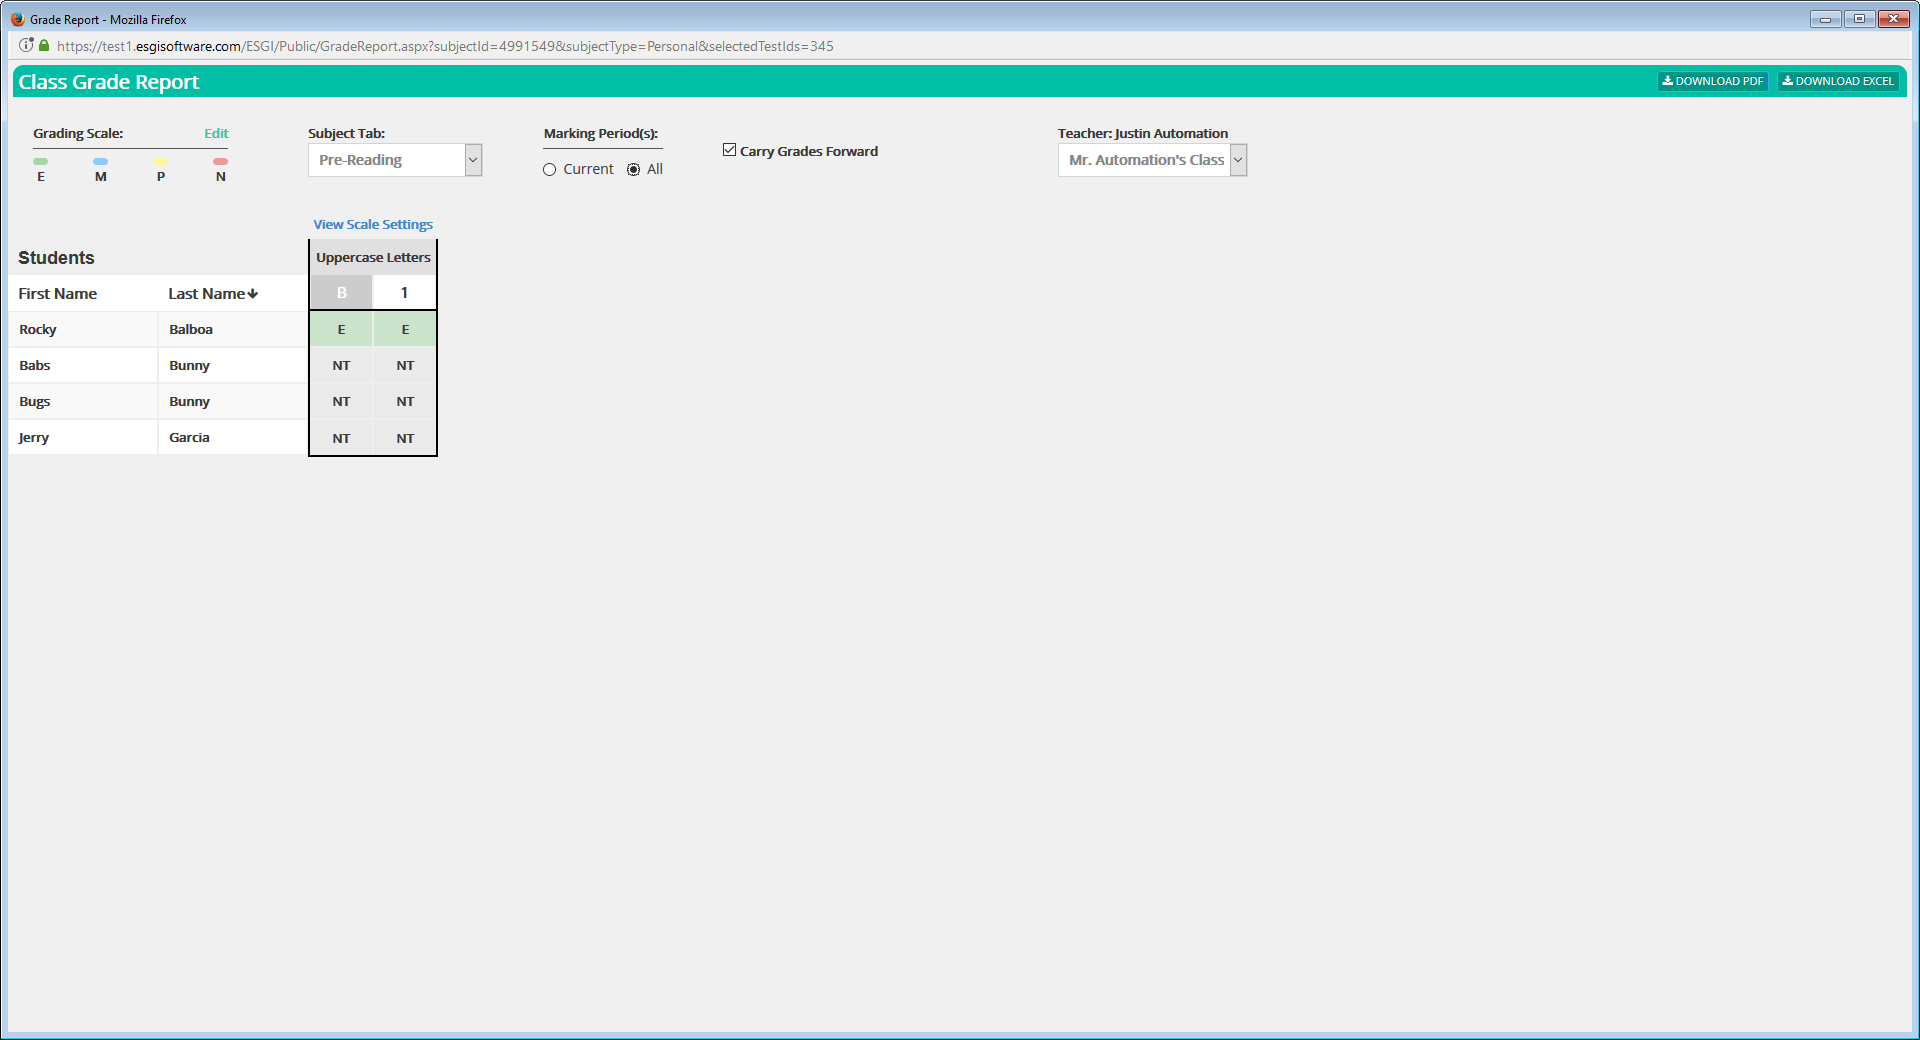 Grade Report - Mozilla Firefox
https://test1.esgisoftware.com/ESGI/Public/GradeReport.aspx?subjectId=4991549&subjectType=Personal&selectedTestIds=345
Class Grade Report
DOWNLOAD PDF DOWNLOAD EXCEL
Grading Scale: Edit
E M P N
Subject Tab:
Pre-Reading
Marking Period(s):
Current All
Carry Grades Forward
Teacher: Justin Automation
Mr. Automation's Class
View Scale Settings
Students Uppercase Letters
First Name Last Name B 1
Rocky Balboa E E
Babs Bunny NT NT
Bugs Bunny NT NT
Jerry Garcia NT NT